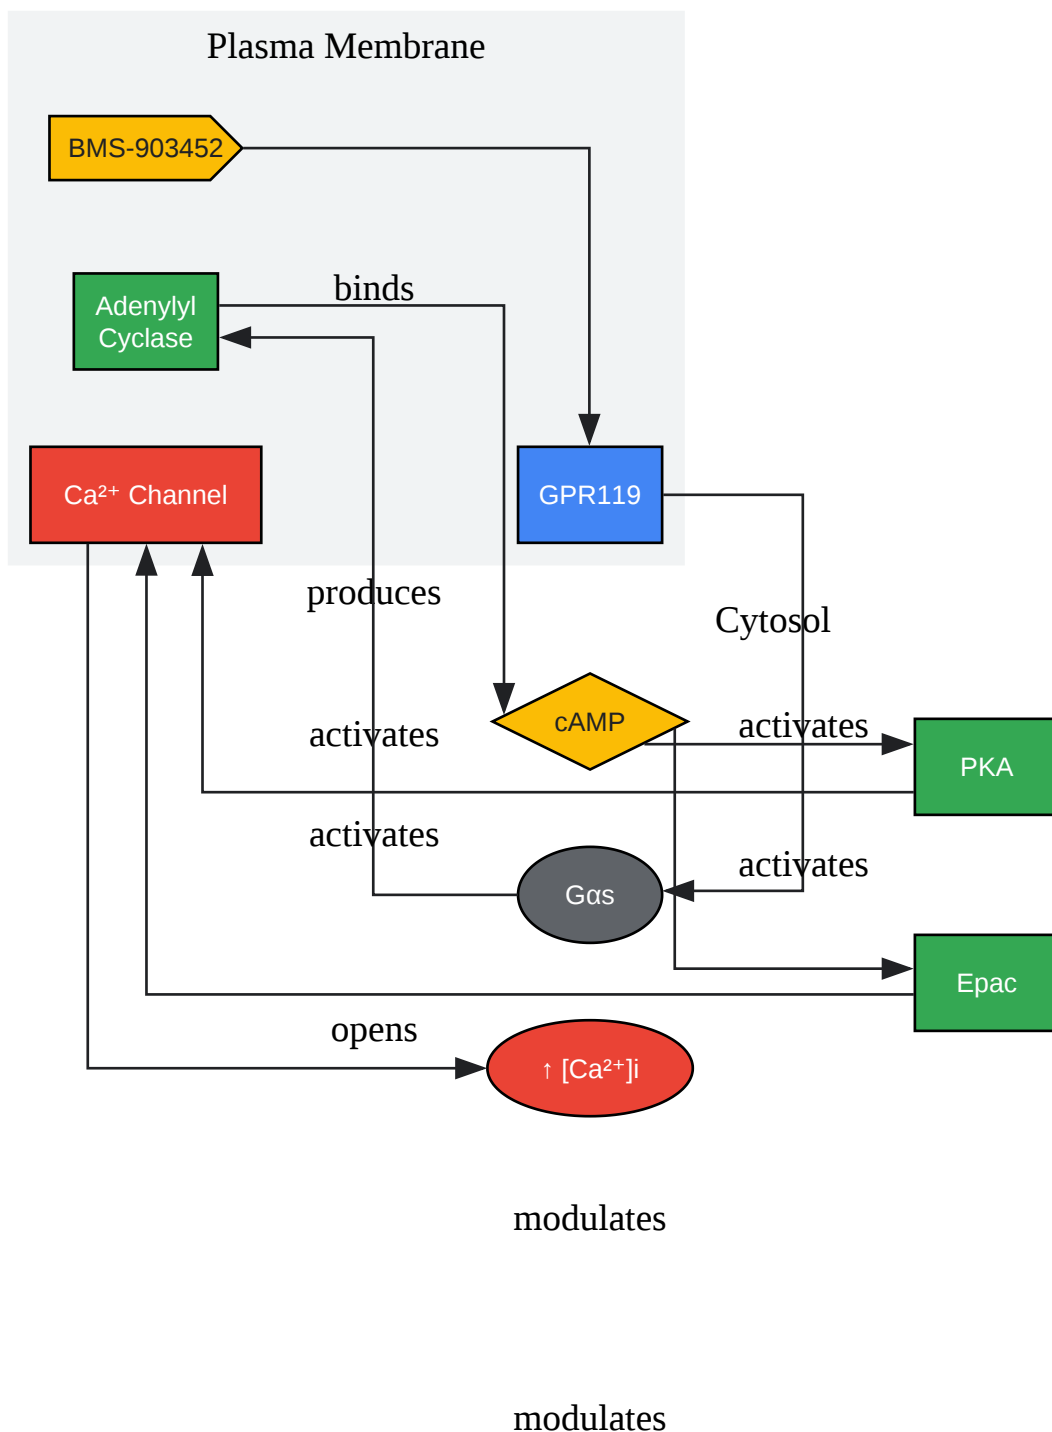 Plasma Membrane
BMS-903452
binds
Adenylyl
Cyclase
Ca²⁺ Channel
GPR119
produces
Cytosol
cAMP
activates
activates
PKA
activates
activates
Gαs
Epac
opens
↑ [Ca²⁺]i
modulates
modulates